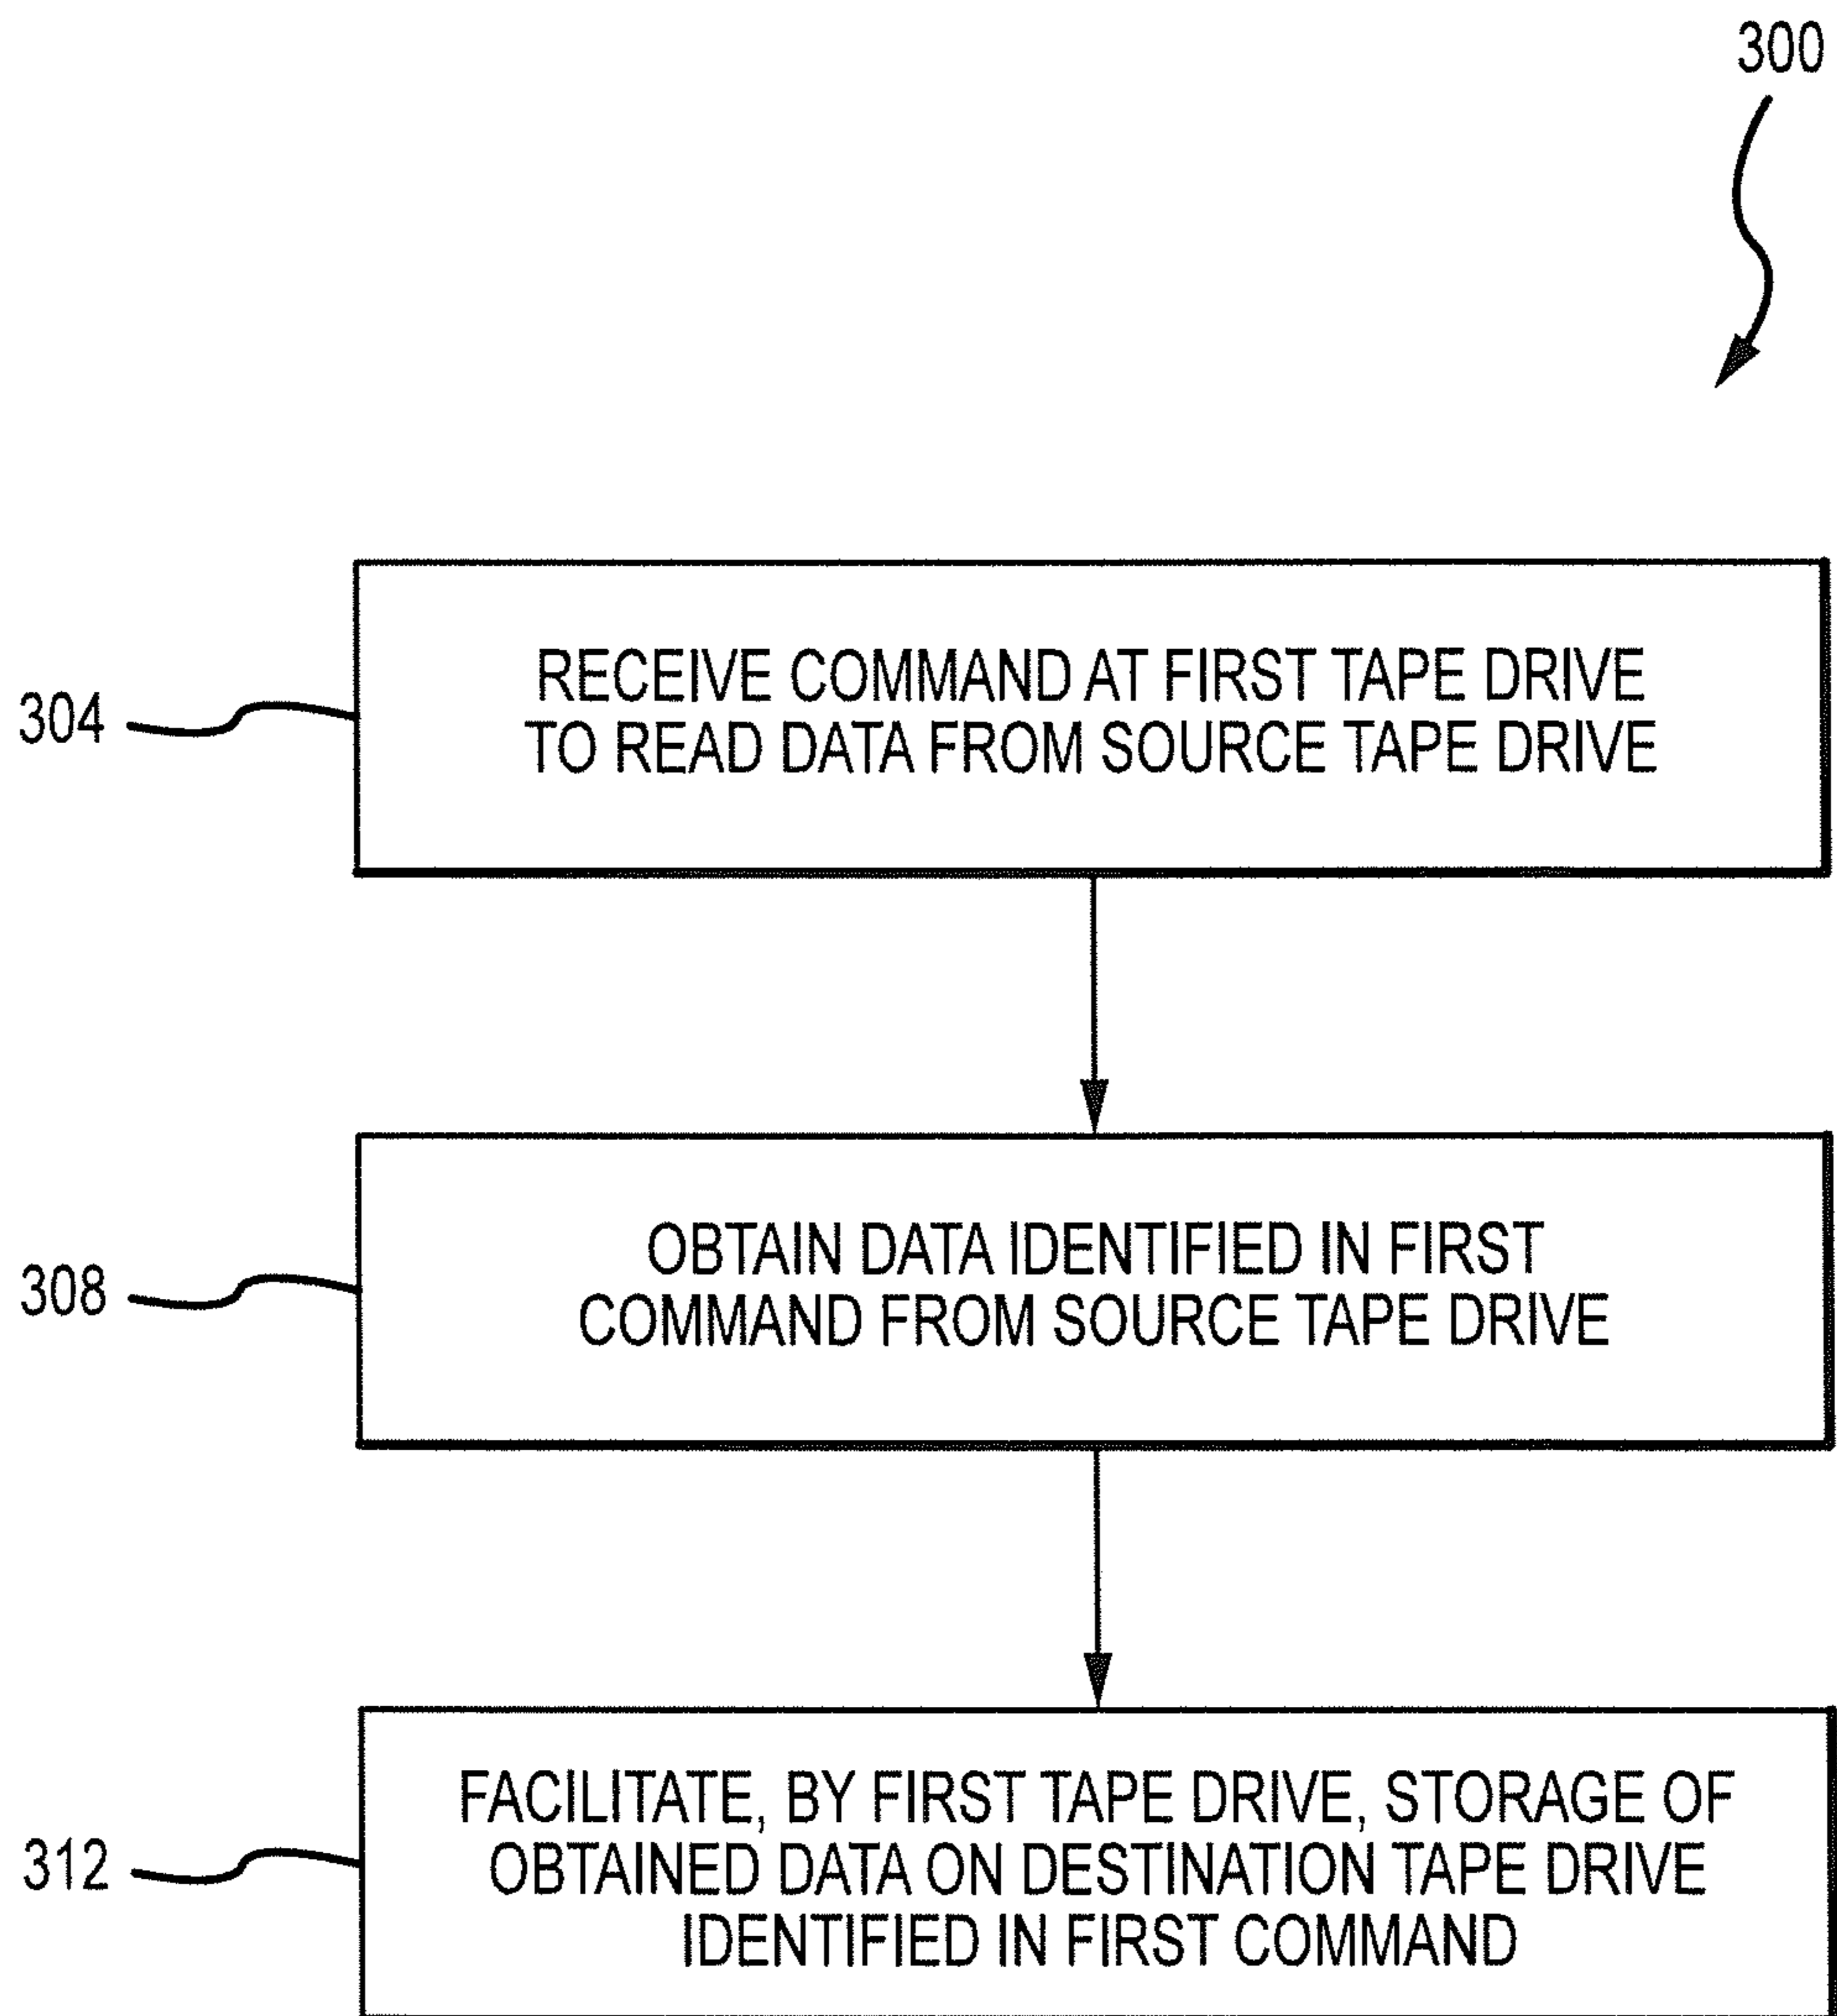 300
304
RECEIVE COMMAND AT FIRST TAPE DRIVE
TO READ DATA FROM SOURCE TAPE DRIVE
308
OBTAIN DATA IDENTIFIED IN FIRST
COMMAND FROM SOURCE TAPE DRIVE
312
FACILITATE, BY FIRST TAPE DRIVE, STORAGE OF
OBTAINED DATA ON DESTINATION TAPE DRIVE
IDENTIFIED IN FIRST COMMAND